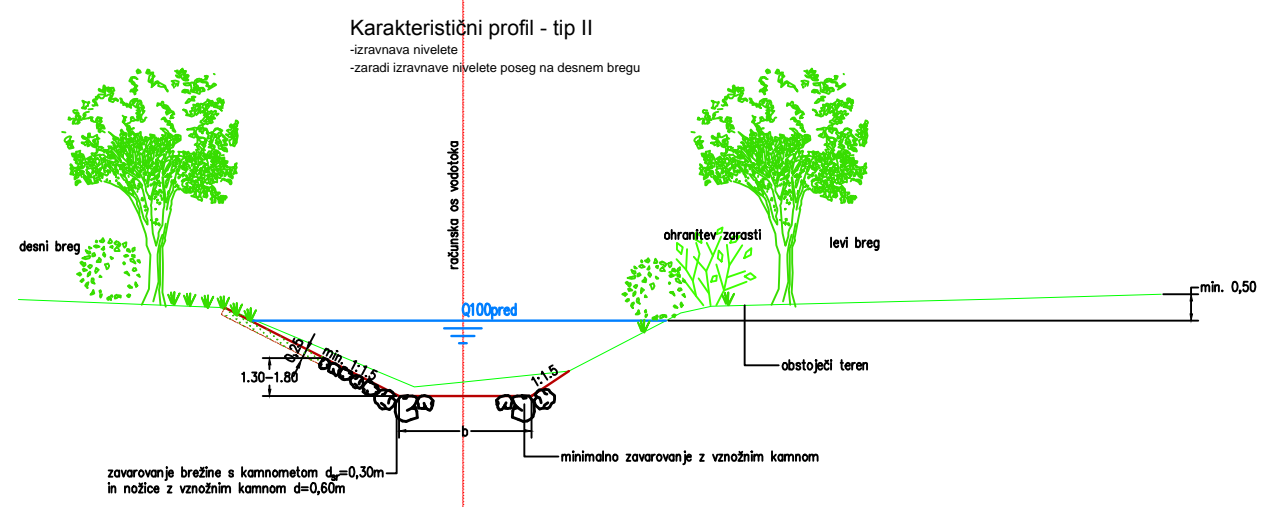 Karakteristični profil - tip II
-izravnava nivelete
-zaradi izravnave nivelete poseg na desnem bregu
računska os vodotoka
desni breg
ohranitev zarasti
levi breg
min. 0,50
Q100pred
0,25
min. 1:1.5
1:1.5
1.30-1.80
obstoječi teren
b
minimalno zavarovanje z vznožnim kamnom
zavarovanje brežine s kamnometom dsr=0,30m
in nožice z vznožnim kamnom d=0,60m